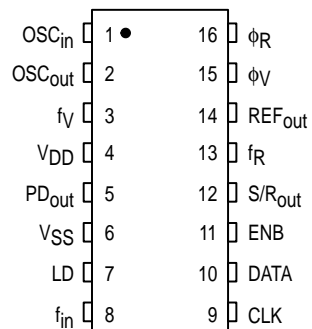 OSCin 1 16 ϕR
OSCout 2 15 ϕV
fV 3 14 REFout
VDD 4 13 fR
PDout 5 12 S/Rout
VSS 6 11 ENB
LD 7 10 DATA
fin 8 9 CLK